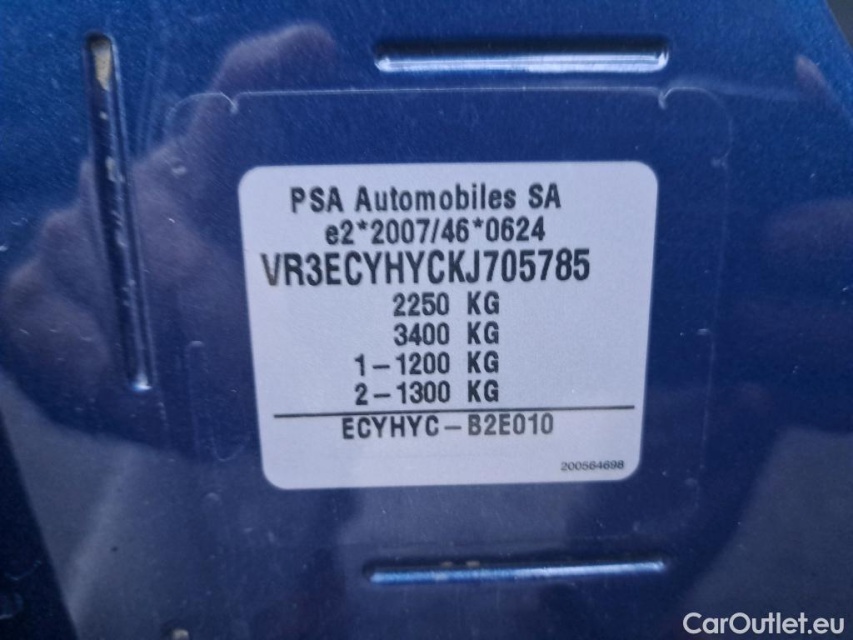 PSA Automobiles SA
e2*2007/46*0624
VR3ECYHYCKJ705785
2250 KG
3400 KG
1-1200 KG
2-1300 KG
ECYHYC-B2E010
200564698
CarOutlet.eu